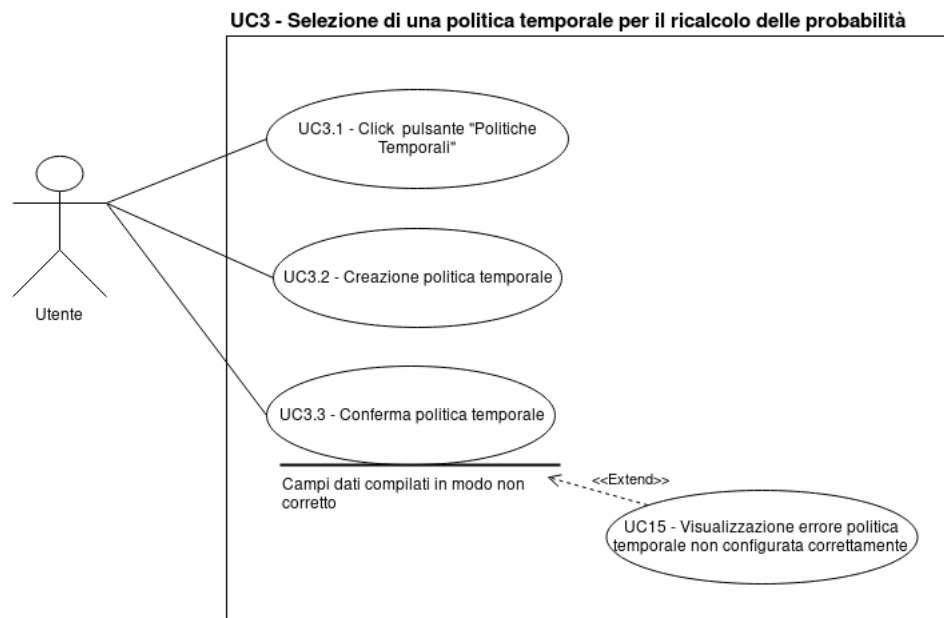 UC3 - Selezione di una politica temporale per il ricalcolo delle probabilità
UC3.1 - Click pulsante "Politiche
Temporali"
UC3.2 - Creazione politica temporale
Utente
UC3.3 - Conferma politica temporale
Campi dati compilati in modo non
corretto
<<Extend>>
UC15 - Visualizzazione errore politica
temporale non configurata correttamente